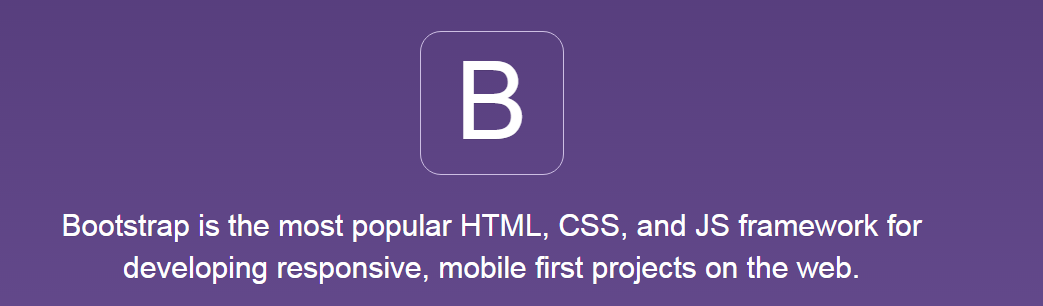 B
Bootstrap is the most popular HTML, CSS, and JS framework for
developing responsive, mobile first projects on the web.